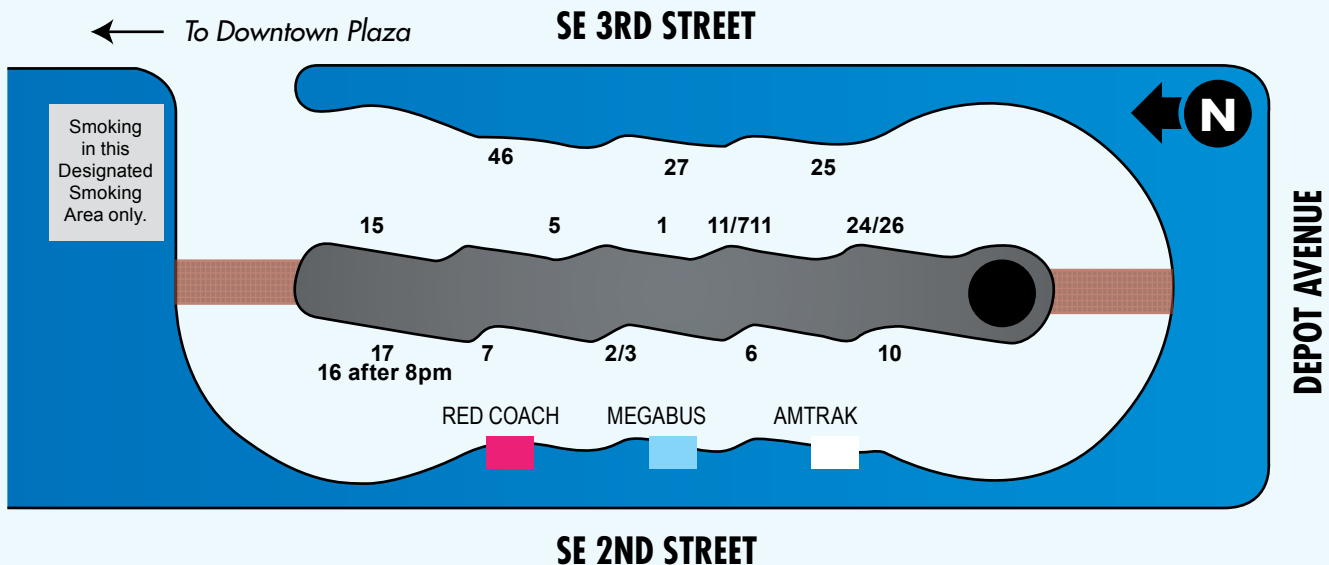 SE 3RD STREET
To Downtown Plaza
N
Smoking
in this
Designated
Smoking
Area only.
46
27
25
15
5
1
11/711
24/26
DEPOT AVENUE
17
16 after 8pm
7
2/3
6
10
RED COACH
MEGABUS
AMTRAK
SE 2ND STREET